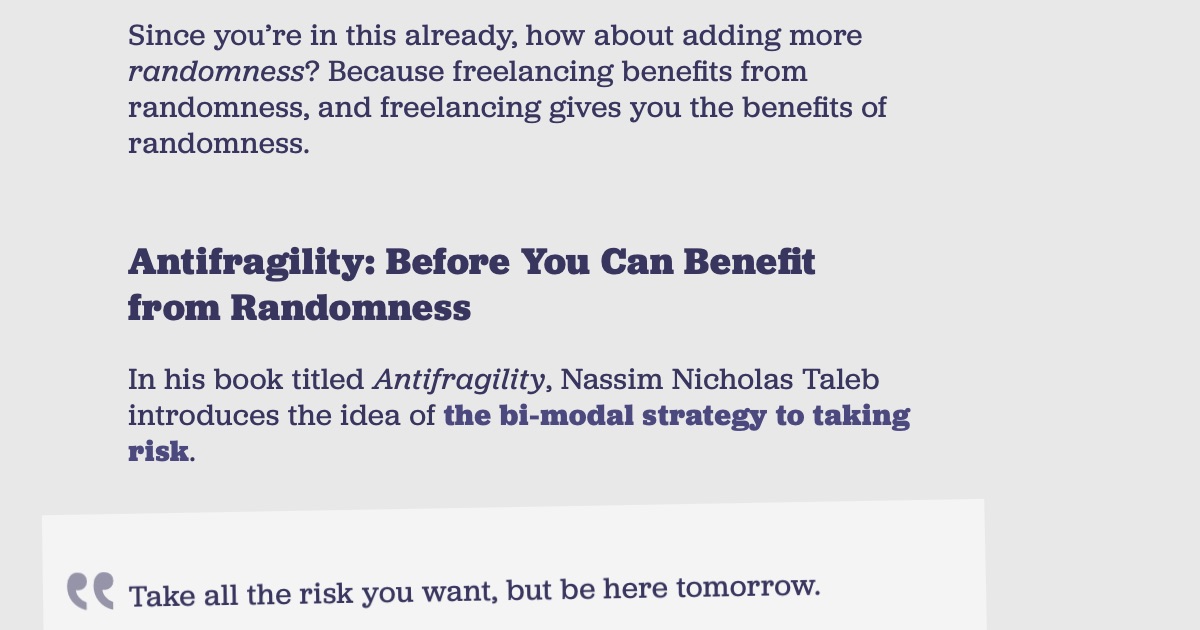 Since you’re in this already, how about adding more
randomness? Because freelancing benefits from
randomness, and freelancing gives you the benefits of
randomness.
Antifragility: Before You Can Benefit
from Randomness
In his book titled Antifragility, Nassim Nicholas Taleb
introduces the idea of the bi-modal strategy to taking
risk.
“ Take all the risk you want, but be here tomorrow.